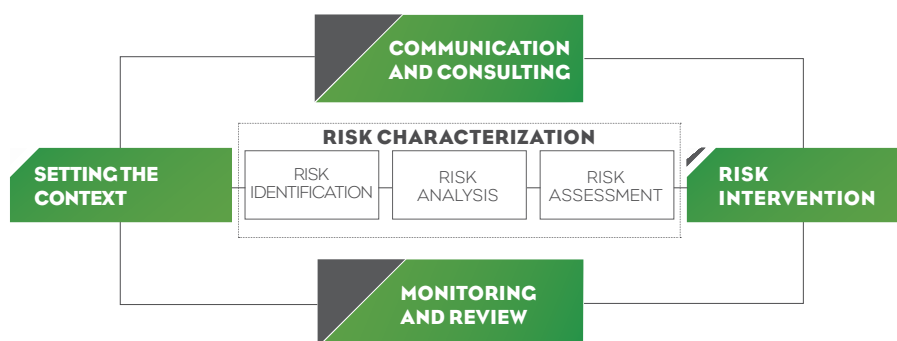 COMMUNICATION
AND CONSULTING
RISK CHARACTERIZATION
SETTING THE
CONTEXT
RISK
IDENTIFICATION
RISK
ANALYSIS
RISK
ASSESSMENT
RISK
INTERVENTION
MONITORING
AND REVIEW